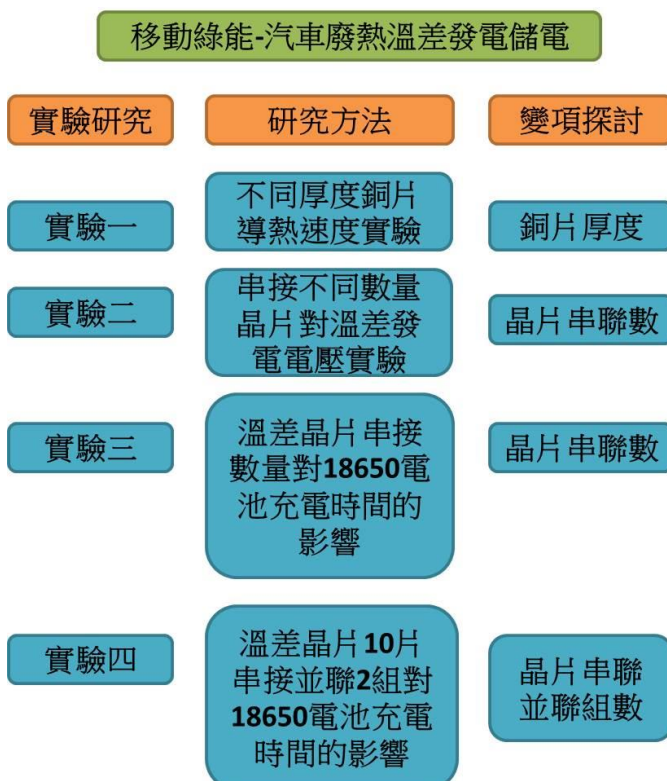 移動綠能-汽車廢熱溫差發電儲電
實驗研究
研究方法
變項探討
實驗一
不同厚度銅片
導熱速度實驗
銅片厚度
實驗二
串接不同數量
晶片對溫差發
電電壓實驗
晶片串聯數
實驗三
溫差晶片串接
數量對18650電
池充電時間的
影響
晶片串聯數
實驗四
溫差晶片10片
串接並聯2組對
18650電池充電
時間的影響
晶片串聯
並聯組數